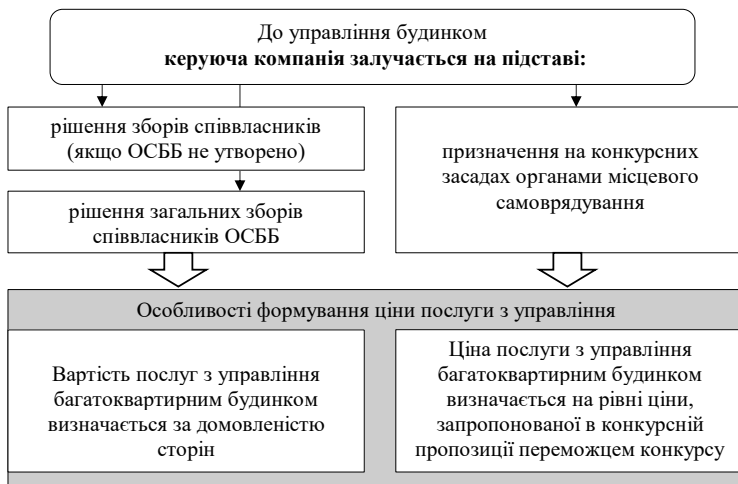 До управління будинком
керуюча компанія залучається на підставі:
рішення зборів співвласників
(якщо ОСББ не утворено)
рішення загальних зборів
співвласників ОСББ
призначення на конкурсних
засадах органами місцевого
самоврядування
Особливості формування ціни послуги з управління
Вартість послуг з управління
багатоквартирним будинком
визначається за домовленістю
сторін
Ціна послуги з управління
багатоквартирним будинком
визначається на рівні ціни,
запропонованої в конкурсній
пропозиції переможцем конкурсу